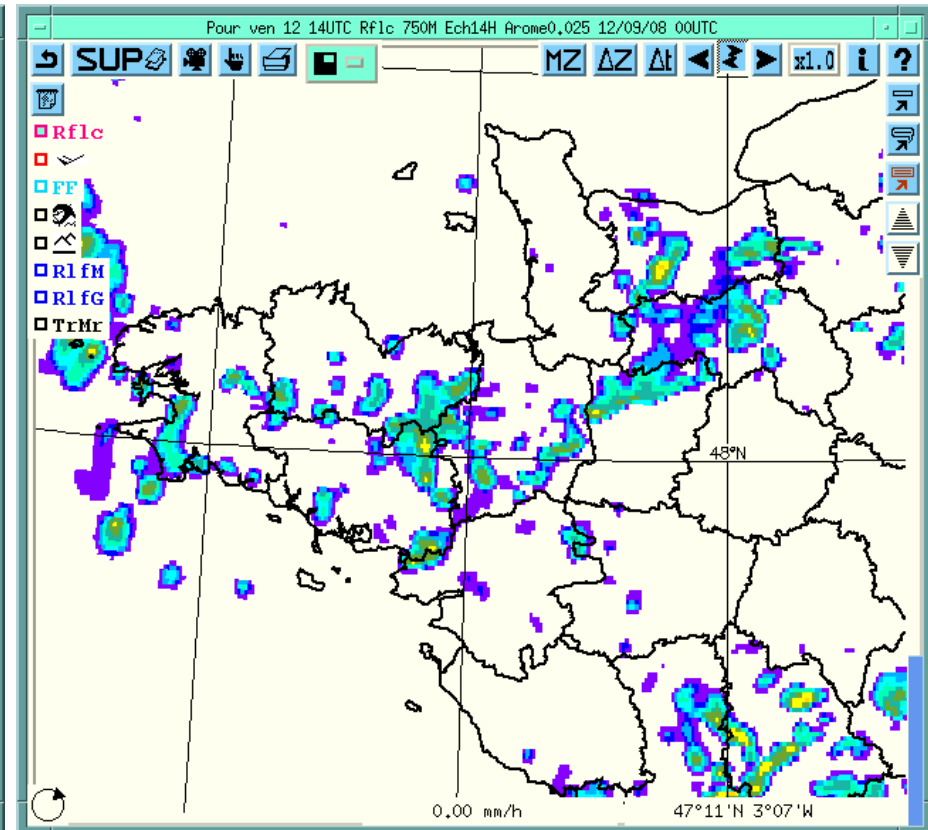 Pour ven 12 14UTC Rflc 750M Ech14H Arome0.025 12/09/08 00UTC
SUP MZ ΔZ Δt x1.0 i ?
Rflc
FF
RlfM
RlfG
TrMr
48°N
0.00 mm/h 47°11'N 3°07'W